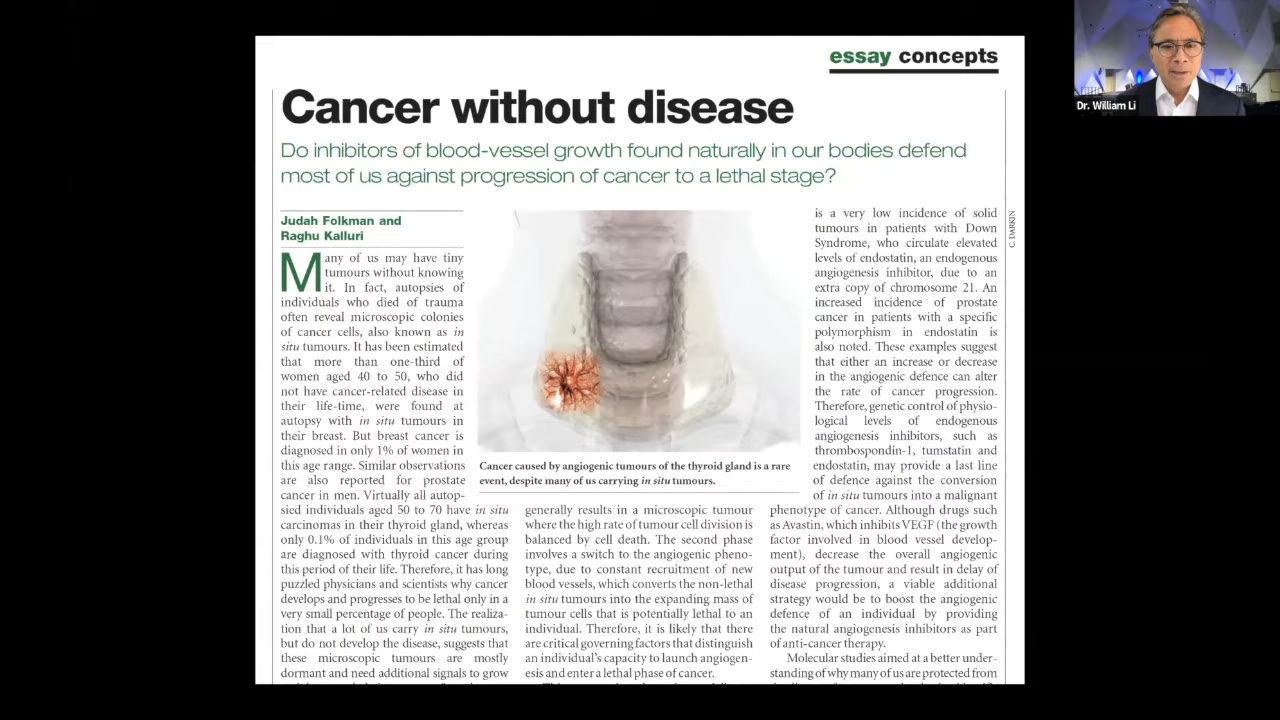 essay concepts
Cancer without disease
Do inhibitors of blood-vessel growth found naturally in our bodies defend
most of us against progression of cancer to a lethal stage?
Judah Folkman and
Raghu Kalluri
Many of us may have tiny
tumours without knowing
it. In fact, autopsies of
individuals who died of trauma
often reveal microscopic colonies
of cancer cells, also known as in
situ tumours. It has been estimated
that more than one-third of
women aged 40 to 50, who did
not have cancer-related disease in
their life-time, were found at
autopsy with in situ tumours in
their breast. But breast cancer is
diagnosed in only 1% of women in
this age range. Similar observations
are also reported for prostate
cancer in men. Virtually all autop-
sied individuals aged 50 to 70 have in situ
carcinomas in their thyroid gland, whereas
only 0.1% of individuals in this age group
are diagnosed with thyroid cancer during
this period of their life. Therefore, it has long
puzzled physicians and scientists why cancer
develops and progresses to be lethal only in a
very small percentage of people. The realiza-
tion that a lot of us carry in situ tumours,
but do not develop the disease, suggests that
these microscopic tumours are mostly
dormant and need additional signals to grow
Cancer caused by angiogenic tumours of the thyroid gland is a rare
event, despite many of us carrying in situ tumours.
generally results in a microscopic tumour
where the high rate of tumour cell division is
balanced by cell death. The second phase
involves a switch to the angiogenic pheno-
type, due to constant recruitment of new
blood vessels, which converts the non-lethal
in situ tumours into the expanding mass of
tumour cells that is potentially lethal to an
individual. Therefore, it is likely that there
are critical governing factors that distinguish
an individual's capacity to launch angiogen-
esis and enter a lethal phase of cancer.
is a very low incidence of solid
tumours in patients with Down
Syndrome, who circulate elevated
levels of endostatin, an endogenous
angiogenesis inhibitor, due to an
extra copy of chromosome 21. An
increased incidence of prostate
cancer in patients with a specific
polymorphism in endostatin is
also noted. These examples suggest
that either an increase or decrease
in the angiogenic defence can alter
the rate of cancer progression.
Therefore, genetic control of physio-
logical levels of endogenous
angiogenesis inhibitors, such as
thrombospondin-1, tumstatin and
endostatin, may provide a last line
of defence against the conversion
of in situ tumours into a malignant
phenotype of cancer. Although drugs such
as Avastin, which inhibits VEGF (the growth
factor involved in blood vessel develop-
ment), decrease the overall angiogenic
output of the tumour and result in delay of
disease progression, a viable additional
strategy would be to boost the angiogenic
defence of an individual by providing
the natural angiogenesis inhibitors as part
of anti-cancer therapy.
Molecular studies aimed at a better under-
standing of why many of us are protected from
C. DARKIN
Dr. William Li